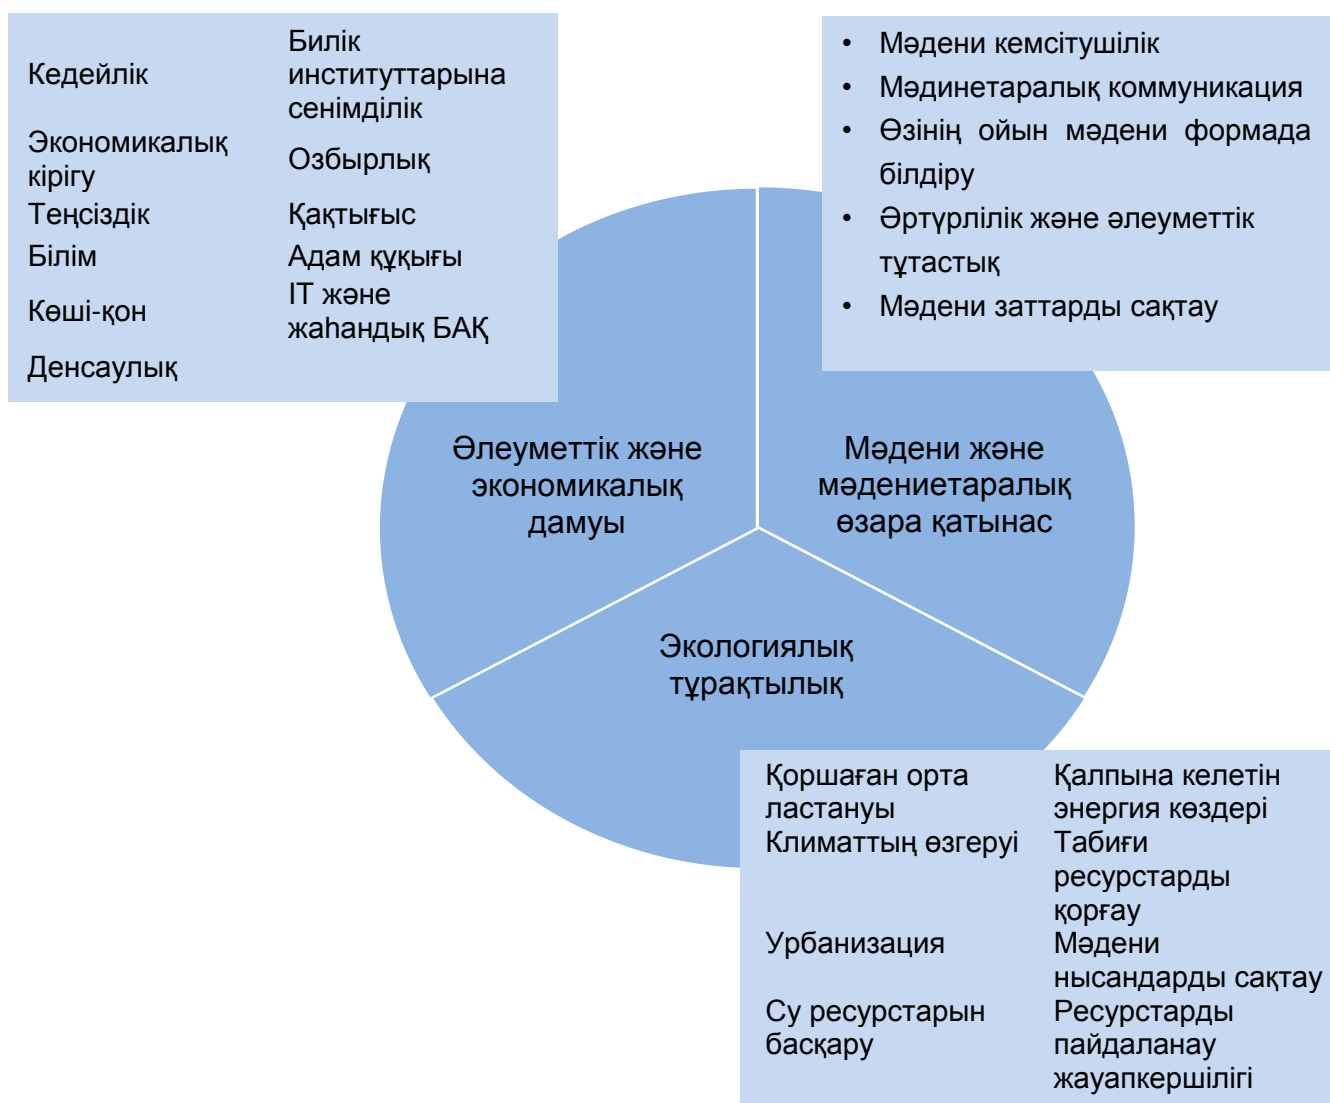 Кедейлік
Билік
институттарына
сенімділік
Экономикалық
кірігу
Озбырлық
Теңсіздік
Қақтығыс
Білім
Адам құқығы
Көші-қон
IT және
жаһандық БАҚ
Денсаулық
• Мәдени кемсітушілік
• Мәдинетаралық коммуникация
• Өзінің ойын мәдени формада
білдіру
• Әртүрлілік және әлеуметтік
тұтастық
• Мәдени заттарды сақтау
Әлеуметтік және
экономикалық
дамуы
Мәдени және
мәдениетаралық
өзара қатынас
Экологиялық
тұрақтылық
Қоршаған орта
ластануы
Қалпына келетін
энергия көздері
Климаттың өзгеруі
Табиғи
ресурстарды
қорғау
Урбанизация
Мәдени
нысандарды сақтау
Су ресурстарын
басқару
Ресурстарды
пайдаланау
жауапкершілігі